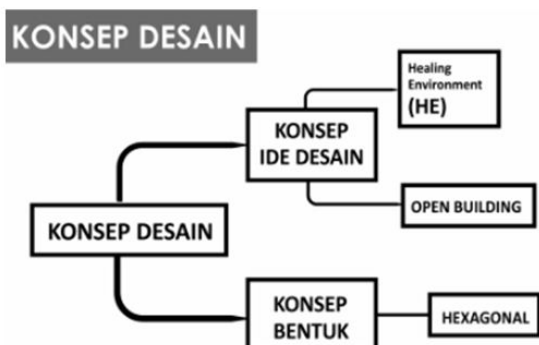 KONSEP DESAIN
Healing
Environment
(HE)
KONSEP
IDE DESAIN
OPEN BUILDING
KONSEP DESAIN
KONSEP
BENTUK
HEXAGONAL